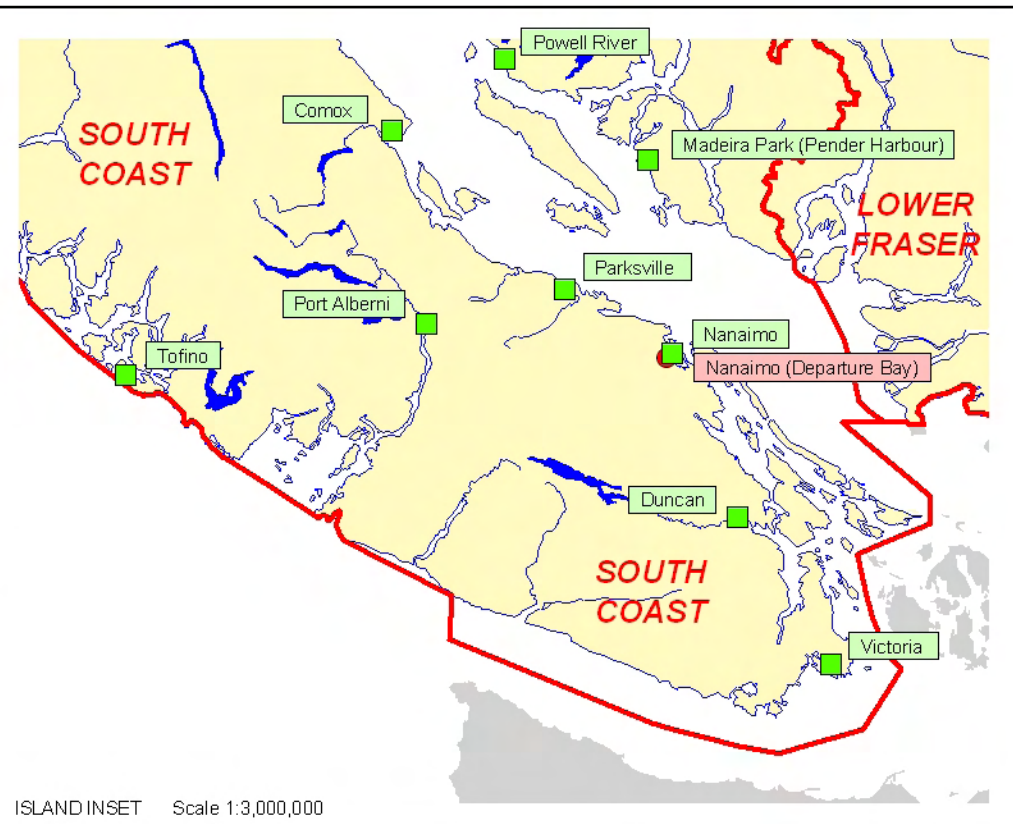 Powell River
Comox
SOUTH
COAST
Madeira Park (Pender Harbour)
LOWER
FRASER
Parksville
Port Alberni
Nanaimo
Tofino
Nanaimo (Departure Bay)
Duncan
SOUTH
COAST
Victoria
ISLAND INSET Scale 1:3,000,000